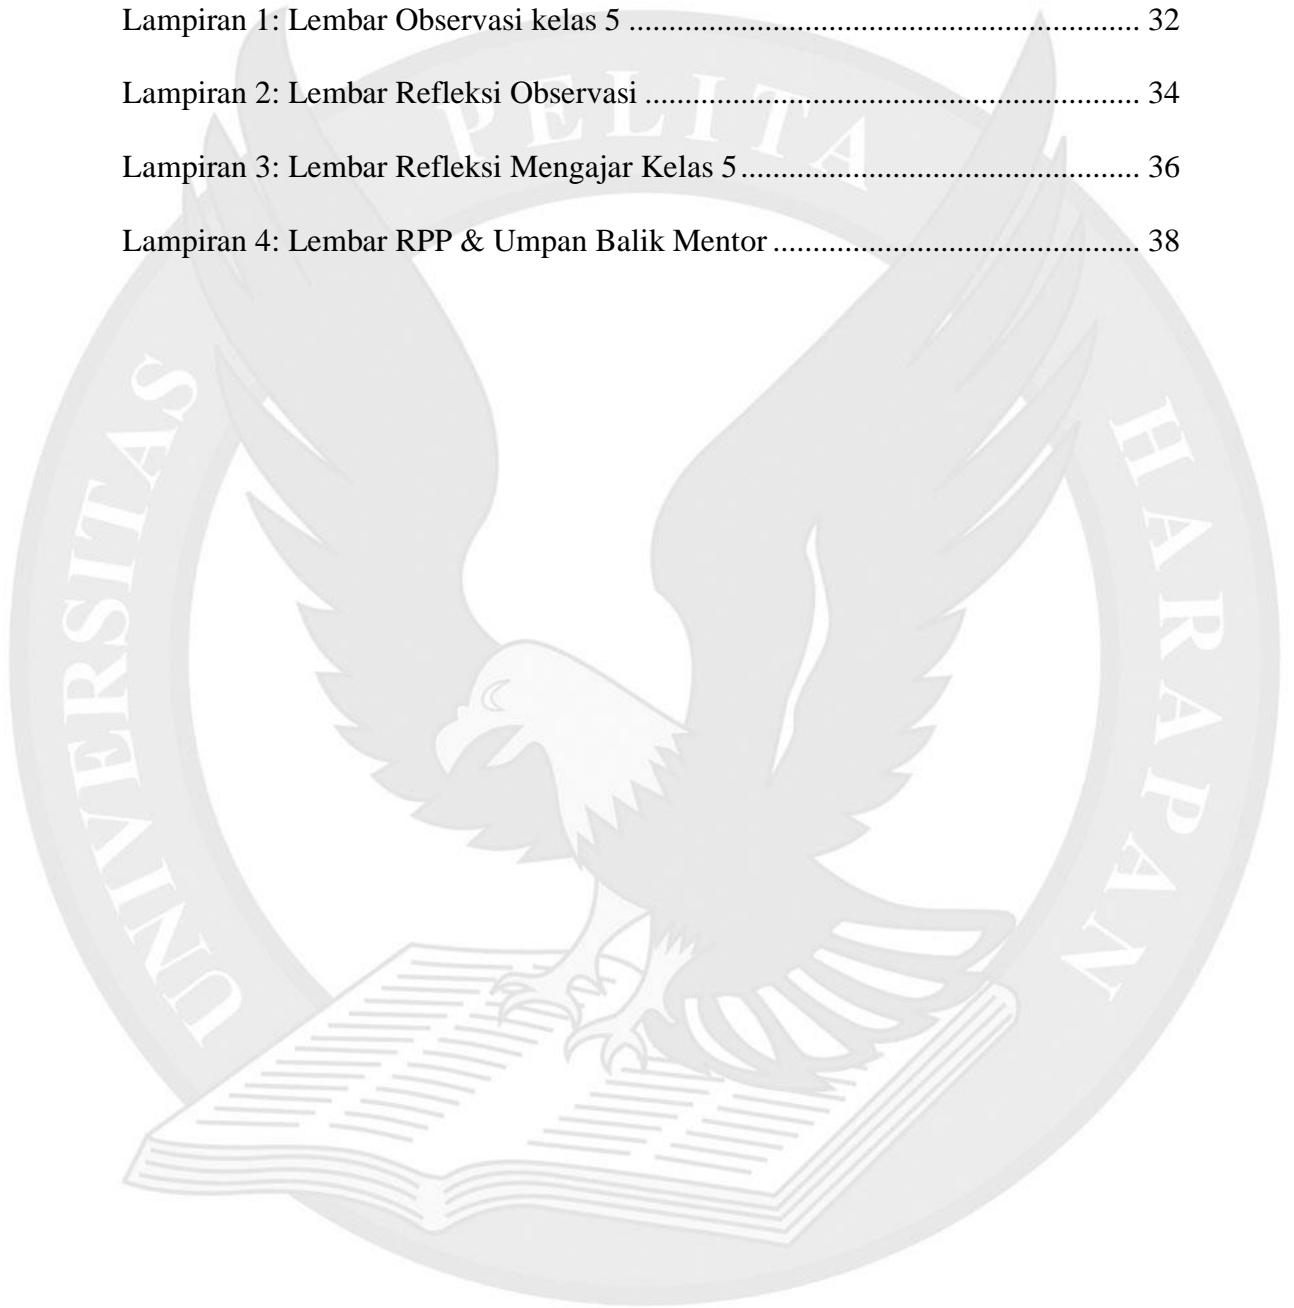 Lampiran 1: Lembar Observasi kelas 5 ................................................................. 32
Lampiran 2: Lembar Refleksi Observasi ............................................................... 34
Lampiran 3: Lembar Refleksi Mengajar Kelas 5 ................................................... 36
Lampiran 4: Lembar RPP & Umpan Balik Mentor ............................................... 38
UNIVERSITAS PELITA HARAPAN